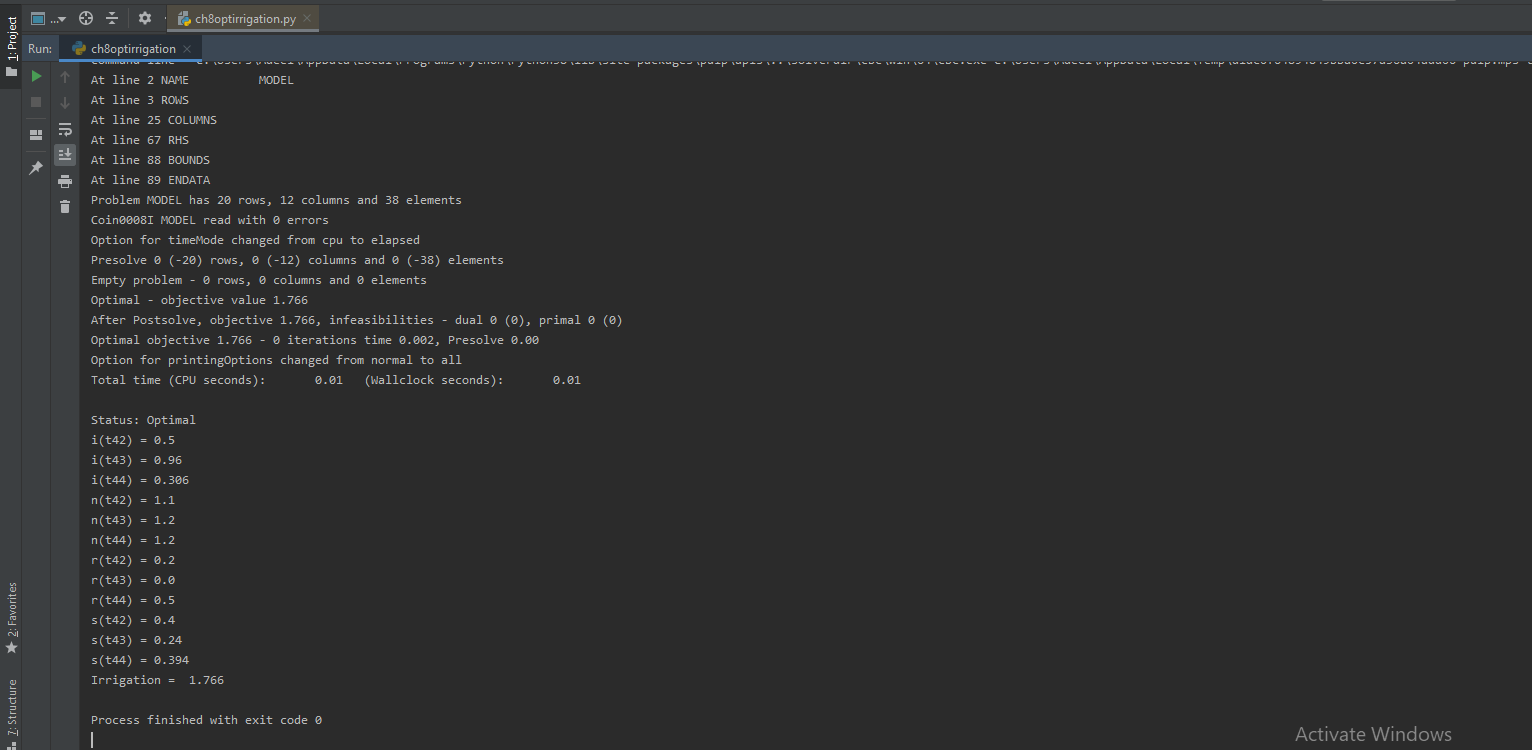 1: Project
...
ch8optirrigation.py
Run:
ch8optirrigation
At line 2 NAME          MODEL
At line 3 ROWS
At line 25 COLUMNS
At line 67 RHS
At line 88 BOUNDS
At line 89 ENDATA
Problem MODEL has 20 rows, 12 columns and 38 elements
Coin0008I MODEL read with 0 errors
Option for timeMode changed from cpu to elapsed
Presolve 0 (-20) rows, 0 (-12) columns and 0 (-38) elements
Empty problem - 0 rows, 0 columns and 0 elements
Optimal - objective value 1.766
After Postsolve, objective 1.766, infeasibilities - dual 0 (0), primal 0 (0)
Optimal objective 1.766 - 0 iterations time 0.002, Presolve 0.00
Option for printingOptions changed from normal to all
Total time (CPU seconds):       0.01   (Wallclock seconds):       0.01
Status: Optimal
i(t42) = 0.5
i(t43) = 0.96
i(t44) = 0.306
n(t42) = 1.1
n(t43) = 1.2
n(t44) = 1.2
r(t42) = 0.2
r(t43) = 0.0
r(t44) = 0.5
s(t42) = 0.4
s(t43) = 0.24
s(t44) = 0.394
Irrigation =  1.766
Process finished with exit code 0
2: Favorites
7: Structure
Activate Windows